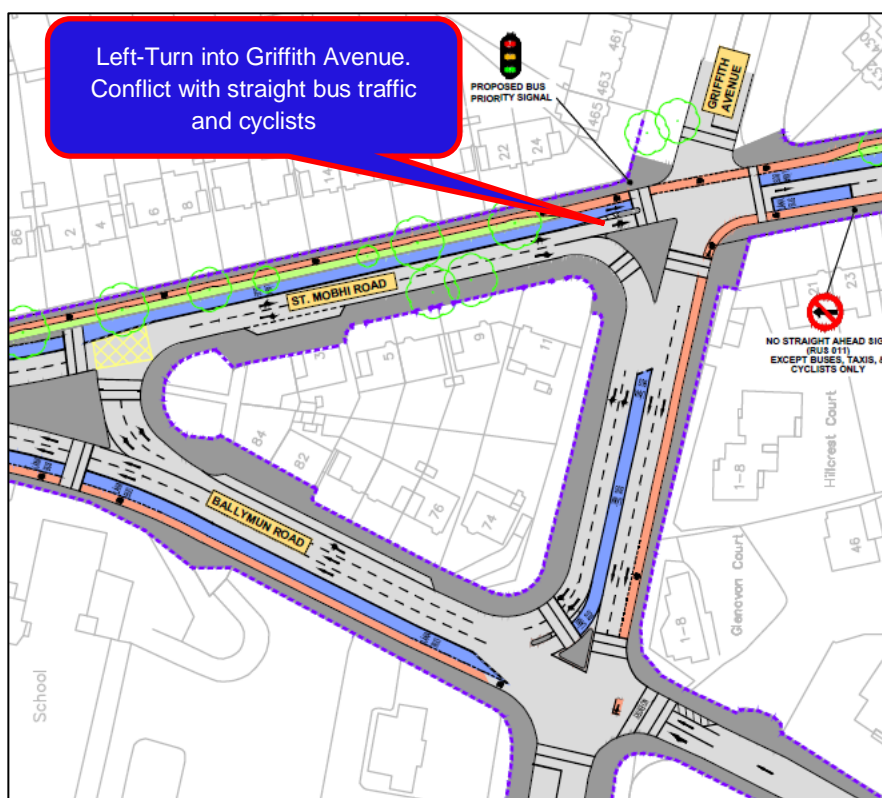 Left-Turn into Griffith Avenue.
Conflict with straight bus traffic
and cyclists
PROPOSED BUS
PRIORITY SIGNAL
GRIFFITH
AVENUE
461
463
465
22
24
6
8
2
4
86
ST. MOBHI ROAD
3
5
9
11
84
82
76
74
BALLYMUN ROAD
21
23
NO STRAIGHT AHEAD SIG
(RUS 011)
EXCEPT BUSES, TAXIS, &
CYCLISTS ONLY
Hillcrest Court
1-8
46
Glenovon Court
1-8
School